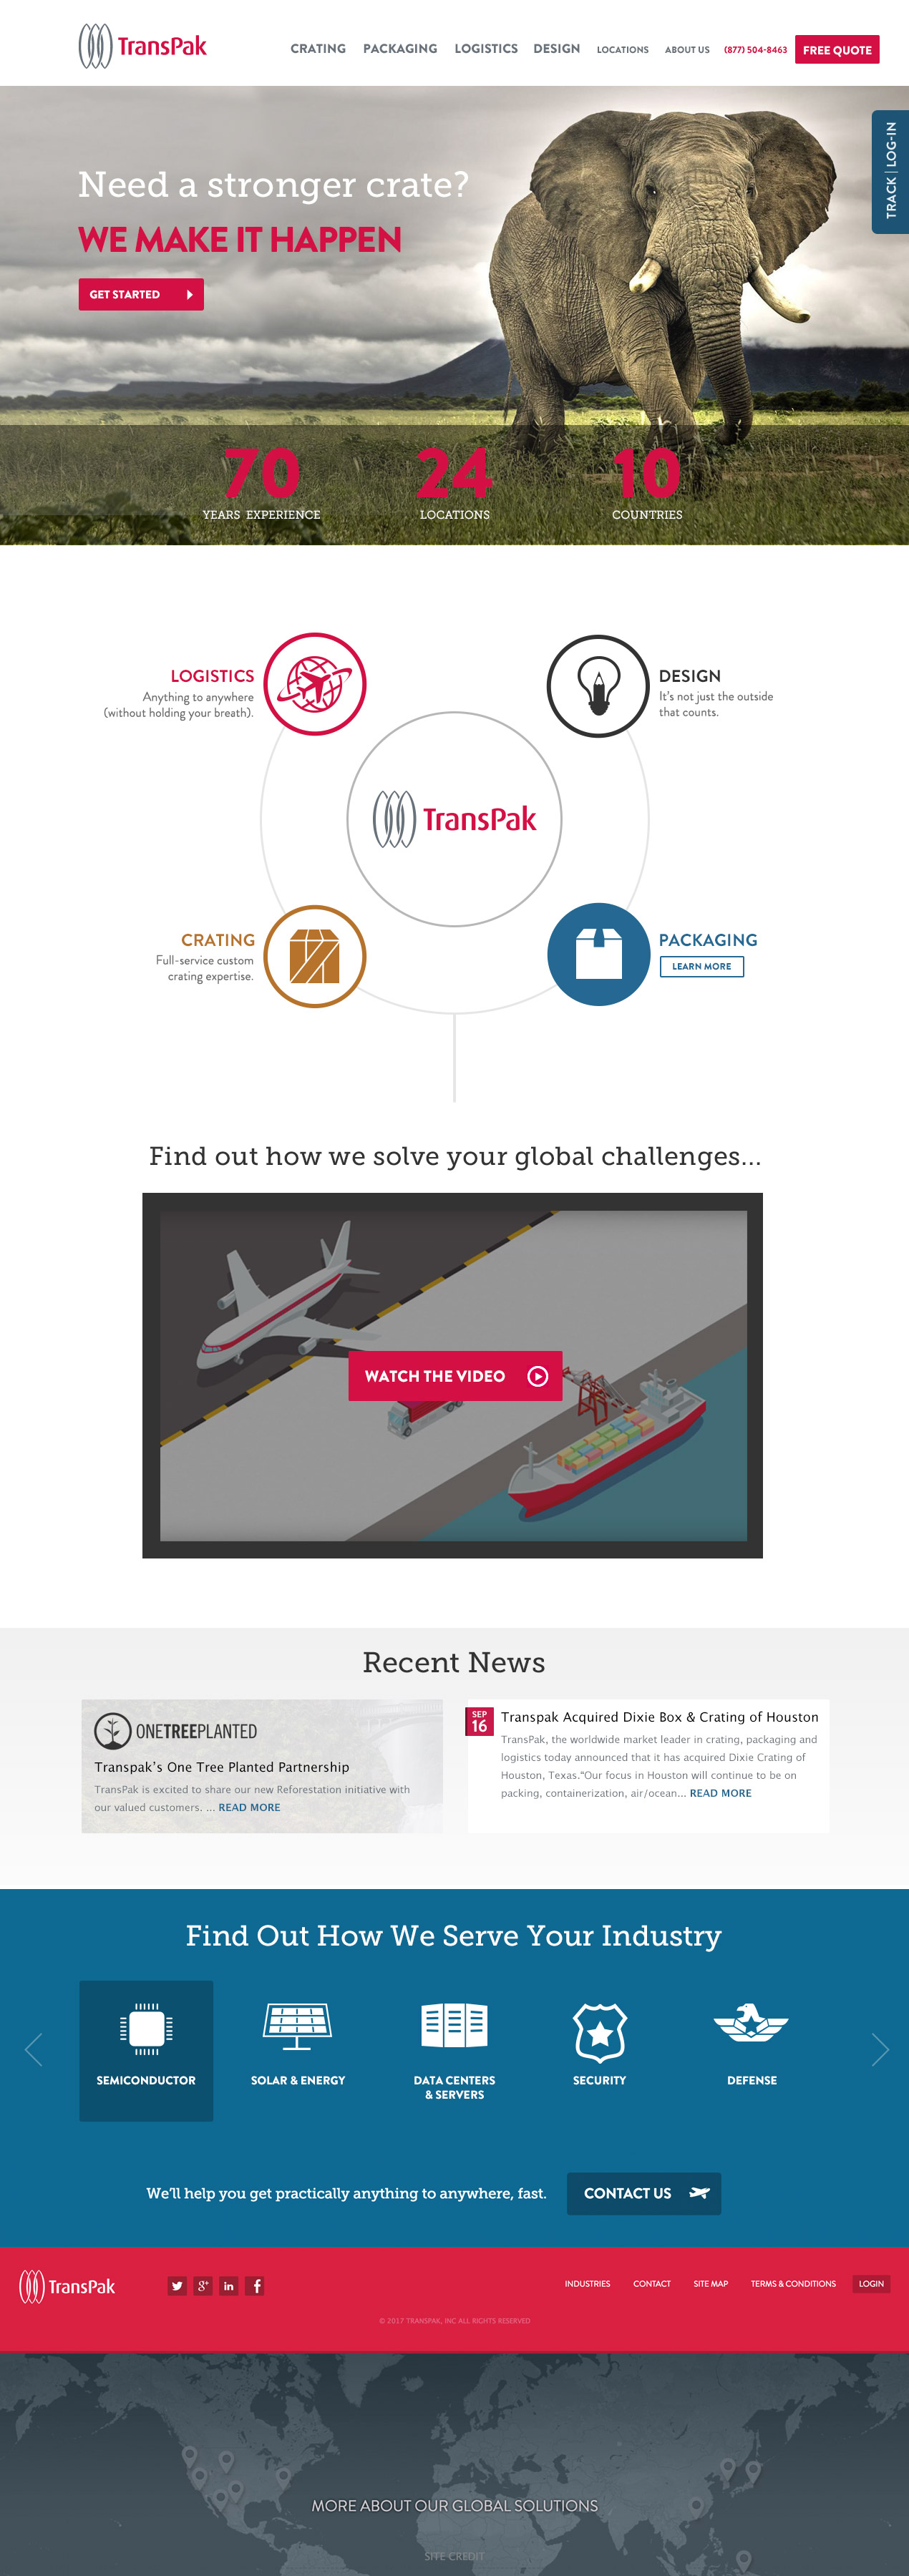 TransPak
CRATING PACKAGING LOGISTICS DESIGN LOCATIONS ABOUT US (877) 504-8463 FREE QUOTE
TRACK | LOG-IN
Need a stronger crate?
WE MAKE IT HAPPEN
GET STARTED
70 24 10
YEARS EXPERIENCE LOCATIONS COUNTRIES
LOGISTICS
Anything to anywhere
(without holding your breath).
DESIGN
It's not just the outside
that counts.
TransPak
CRATING
Full-service custom
crating expertise.
PACKAGING
LEARN MORE
Find out how we solve your global challenges...
WATCH THE VIDEO
Recent News
ONETREEPLANTED
Transpak's One Tree Planted Partnership
TransPak is excited to share our new Reforestation initiative with
our valued customers. ... READ MORE
SEP
16
Transpak Acquired Dixie Box & Crating of Houston
TransPak, the worldwide market leader in crating, packaging and
logistics today announced that it has acquired Dixie Crating of
Houston, Texas.“Our focus in Houston will continue to be on
packing, containerization, air/ocean... READ MORE
Find Out How We Serve Your Industry
SEMICONDUCTOR
SOLAR & ENERGY
DATA CENTERS
& SERVERS
SECURITY
DEFENSE
We'll help you get practically anything to anywhere, fast.
CONTACT US
TransPak
INDUSTRIES CONTACT SITE MAP TERMS & CONDITIONS LOGIN
© 2017 TRANSPAK, INC ALL RIGHTS RESERVED
MORE ABOUT OUR GLOBAL SOLUTIONS
SITE CREDIT